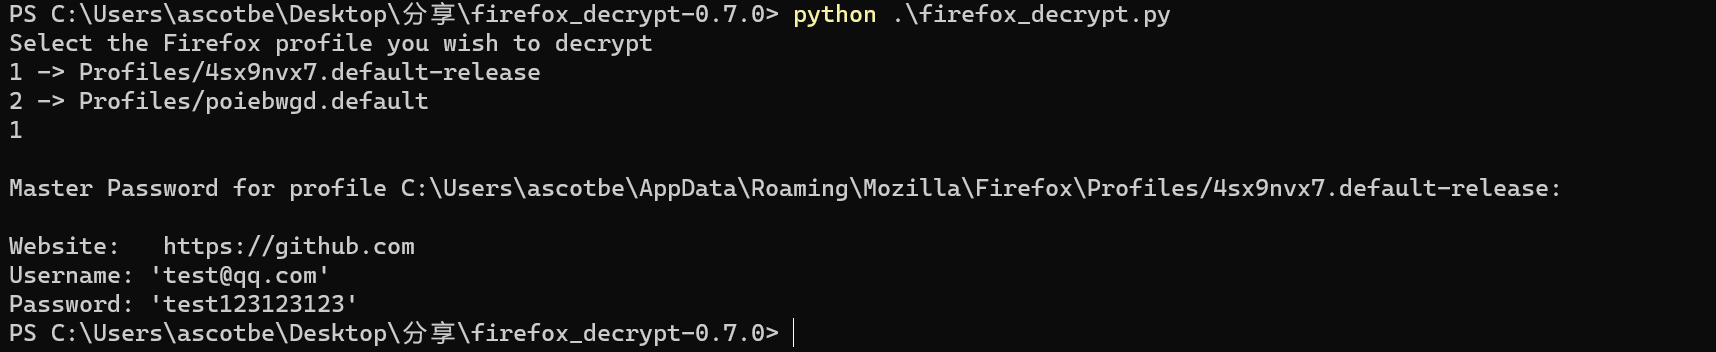 PS C:\Users\ascotbe\Desktop\分享\firefox_decrypt-0.7.0> python .\firefox_decrypt.py
Select the Firefox profile you wish to decrypt
1 -> Profiles/4sx9nvx7.default-release
2 -> Profiles/poiebwgd.default
1
Master Password for profile C:\Users\ascotbe\AppData\Roaming\Mozilla\Firefox\Profiles/4sx9nvx7.default-release:
Website:   https://github.com
Username: 'test@qq.com'
Password: 'test123123123'
PS C:\Users\ascotbe\Desktop\分享\firefox_decrypt-0.7.0>